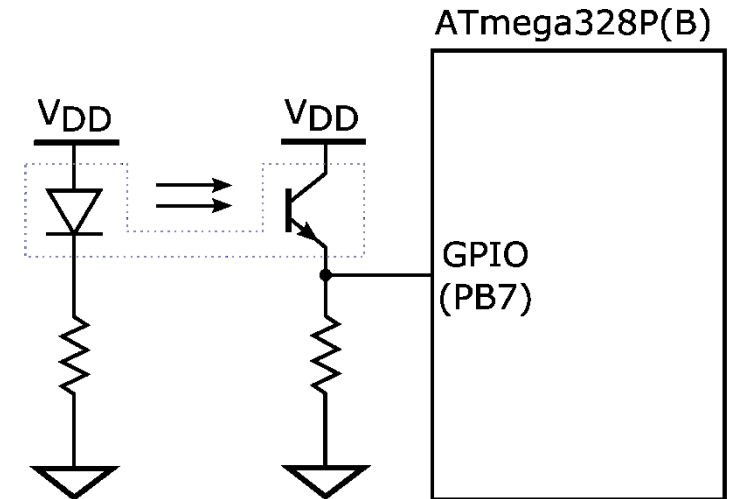 ATmega328P(B)
VDD
VDD
GPIO
(PB7)